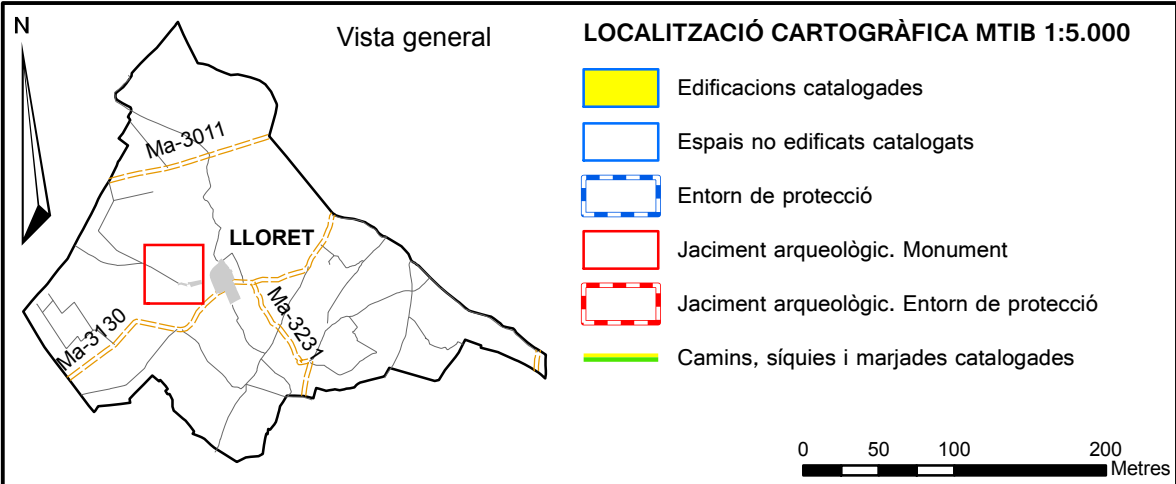 N
Vista general
Ma-3011
LLORET
Ma-3130
Ma-3231
LOCALITZACIÓ CARTOGRÀFICA MTIB 1:5.000
Edificacions catalogades
Espais no edificats catalogats
Entorn de protecció
Jaciment arqueològic. Monument
Jaciment arqueològic. Entorn de protecció
Camins, síquies i marjades catalogades
0 50 100 200
Metres